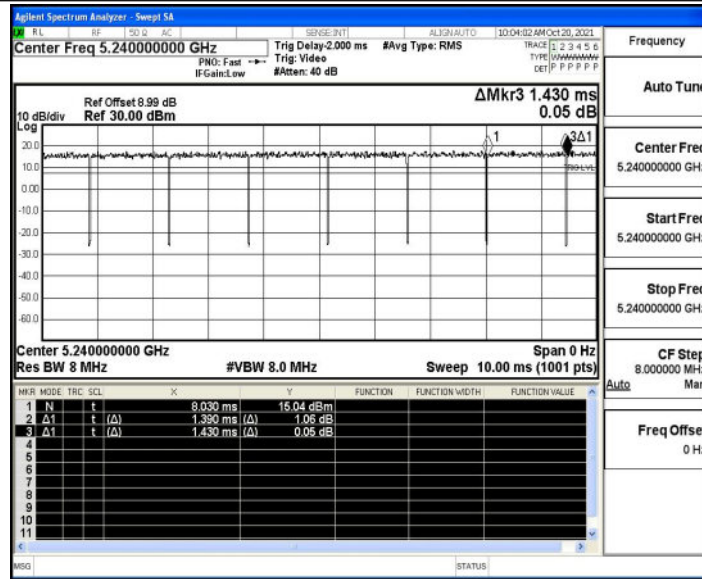 Agilent Spectrum Analyzer - Swept SA
RL RF 50 Ω AC SENSE:INT ALIGNAUTO 10:04:02 AM Oct 20, 2021
Center Freq 5.240000000 GHz
PNO: Fast
IFGain:Low
Trig Delay-2.000 ms
Trig: Video
#Atten: 40 dB
#Avg Type: RMS
TRACE 1 2 3 4 5 6
TYPE WWWWWW
DET P P P P P P
Frequency
Auto Tune
Ref Offset 8.99 dB
10 dB/div Ref 30.00 dBm
ΔMkr3 1.430 ms
0.05 dB
Log
20.0
10.0
0.00
-10.0
-20.0
-30.0
-40.0
-50.0
-60.0
1
3Δ1
TRIG LVL
Center Freq
5.240000000 GHz
Start Freq
5.240000000 GHz
Stop Freq
5.240000000 GHz
CF Step
8.000000 MHz
Auto Man
Freq Offset
0 Hz
Center 5.240000000 GHz Span 0 Hz
Res BW 8 MHz #VBW 8.0 MHz Sweep 10.00 ms (1001 pts)
MKR MODE TRC SCL X Y FUNCTION FUNCTION WIDTH FUNCTION VALUE
1 N t 8.030 ms 15.04 dBm
2 Δ1 t (Δ) 1.390 ms (Δ) 1.06 dB
3 Δ1 t (Δ) 1.430 ms (Δ) 0.05 dB
4
5
6
7
8
9
10
11
MSG STATUS